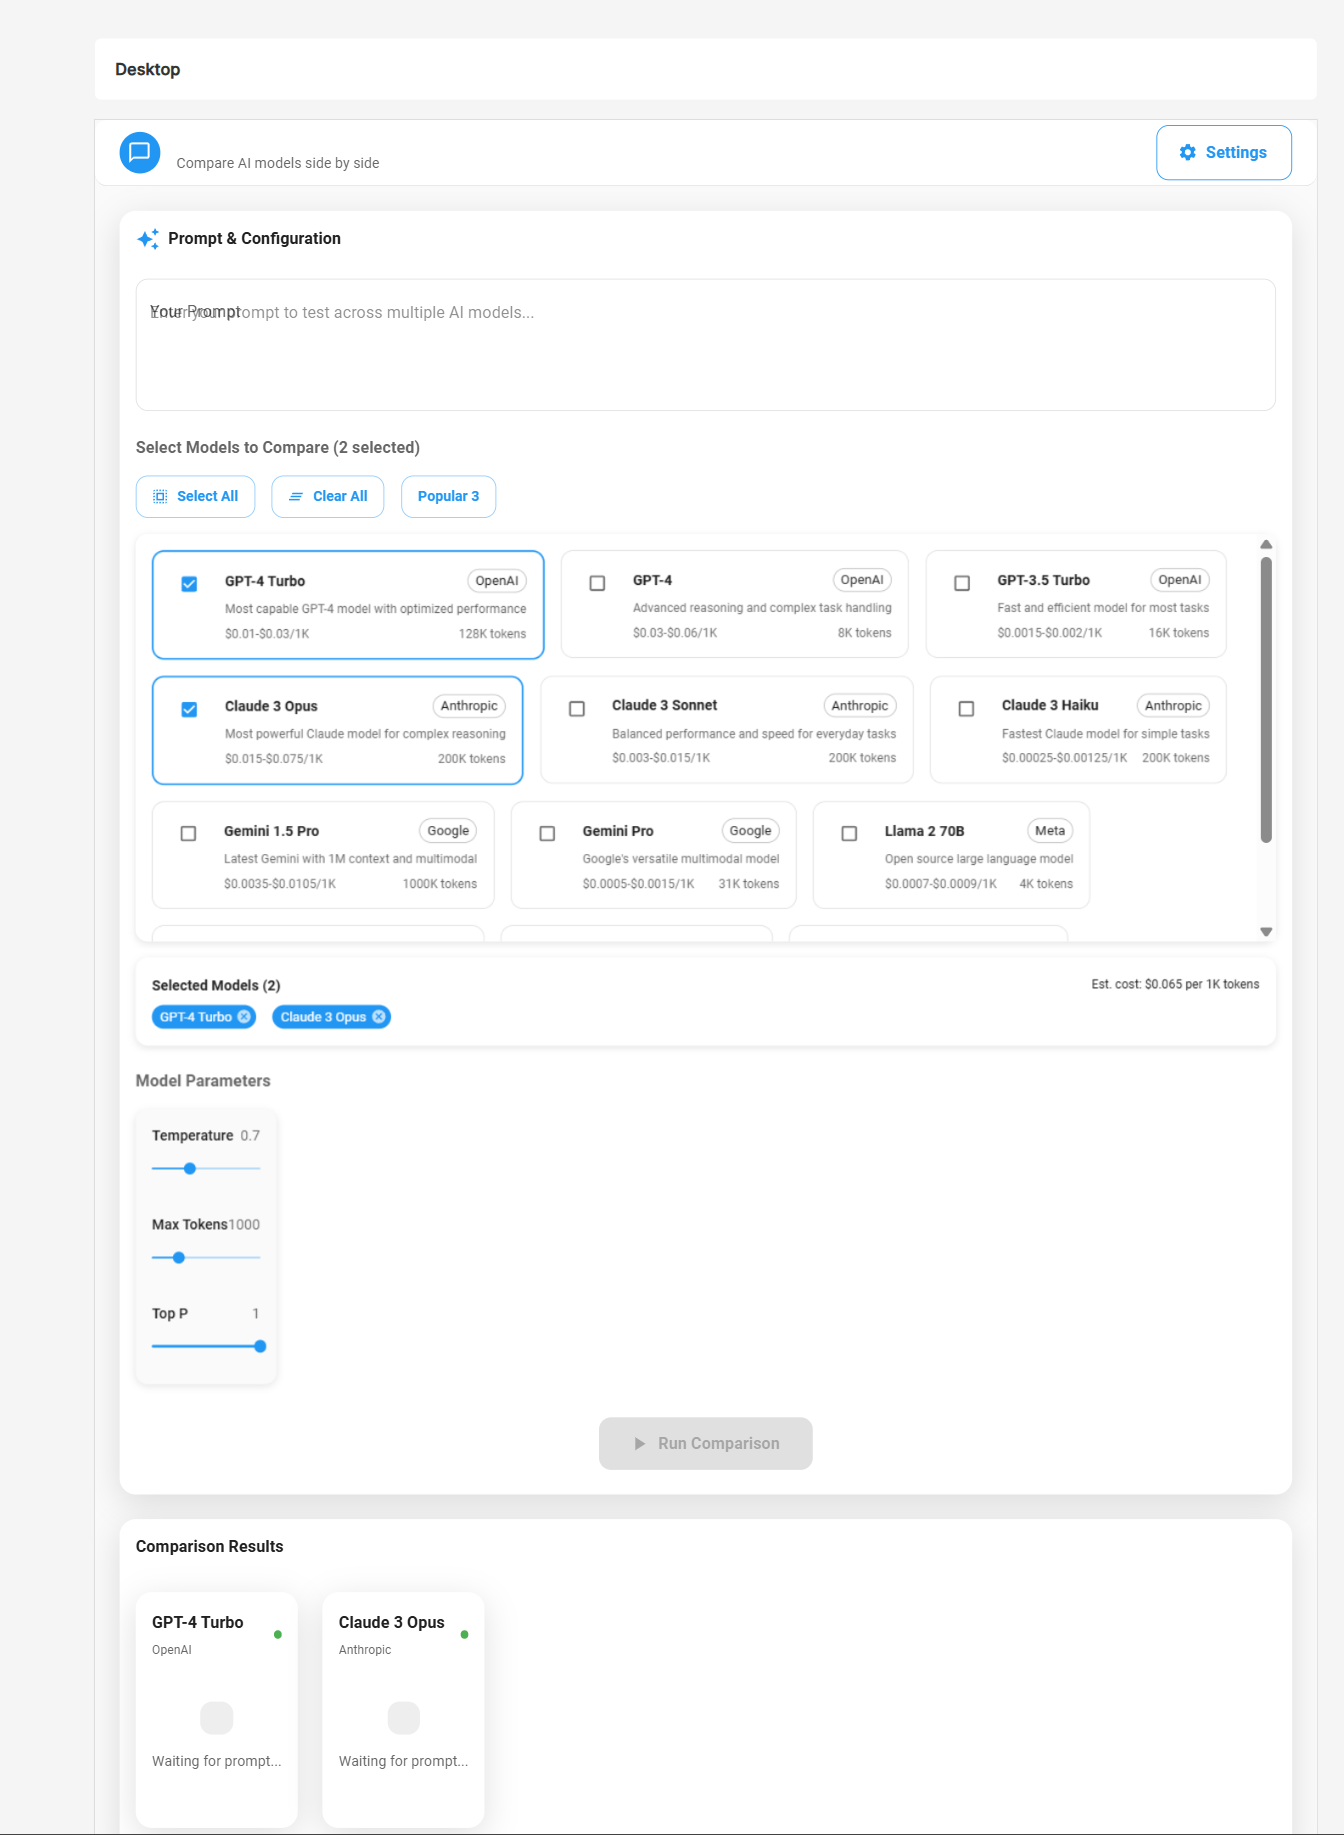 Desktop
Compare AI models side by side
Settings
Prompt & Configuration
Your Prompt
Enter your prompt to test across multiple AI models...
Select Models to Compare (2 selected)
Select All
Clear All
Popular 3
GPT-4 Turbo
OpenAI
Most capable GPT-4 model with optimized performance
$0.01-$0.03/1K
128K tokens
GPT-4
OpenAI
Advanced reasoning and complex task handling
$0.03-$0.06/1K
8K tokens
GPT-3.5 Turbo
OpenAI
Fast and efficient model for most tasks
$0.0015-$0.002/1K
16K tokens
Claude 3 Opus
Anthropic
Most powerful Claude model for complex reasoning
$0.015-$0.075/1K
200K tokens
Claude 3 Sonnet
Anthropic
Balanced performance and speed for everyday tasks
$0.003-$0.015/1K
200K tokens
Claude 3 Haiku
Anthropic
Fastest Claude model for simple tasks
$0.00025-$0.00125/1K
200K tokens
Gemini 1.5 Pro
Google
Latest Gemini with 1M context and multimodal
$0.0035-$0.0105/1K
1000K tokens
Gemini Pro
Google
Google's versatile multimodal model
$0.0005-$0.0015/1K
31K tokens
Llama 2 70B
Meta
Open source large language model
$0.0007-$0.0009/1K
4K tokens
Selected Models (2)
Est. cost: $0.065 per 1K tokens
GPT-4 Turbo
Claude 3 Opus
Model Parameters
Temperature 0.7
Max Tokens 1000
Top P 1
Run Comparison
Comparison Results
GPT-4 Turbo
OpenAI
Waiting for prompt...
Claude 3 Opus
Anthropic
Waiting for prompt...